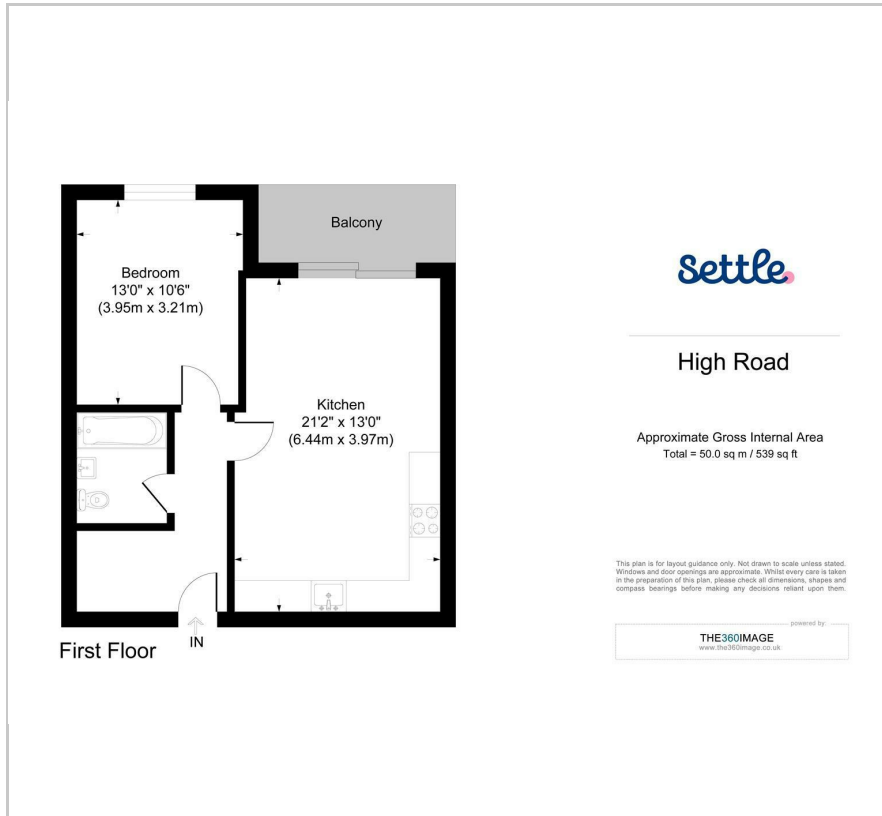 Balcony
Bedroom
13'0" x 10'6"
(3.95m x 3.21m)
Kitchen
21'2" x 13'0"
(6.44m x 3.97m)
IN
First Floor
settle
High Road
Approximate Gross Internal Area
Total = 50.0 sq m / 539 sq ft
This plan is for layout guidance only. Not drawn to scale unless stated.
Windows and door openings are approximate. Whilst every care is taken
in the preparation of this plan, please check all dimensions, shapes and
compass bearings before making any decisions reliant upon them.
powered by:
THE360IMAGE
www.the360image.co.uk